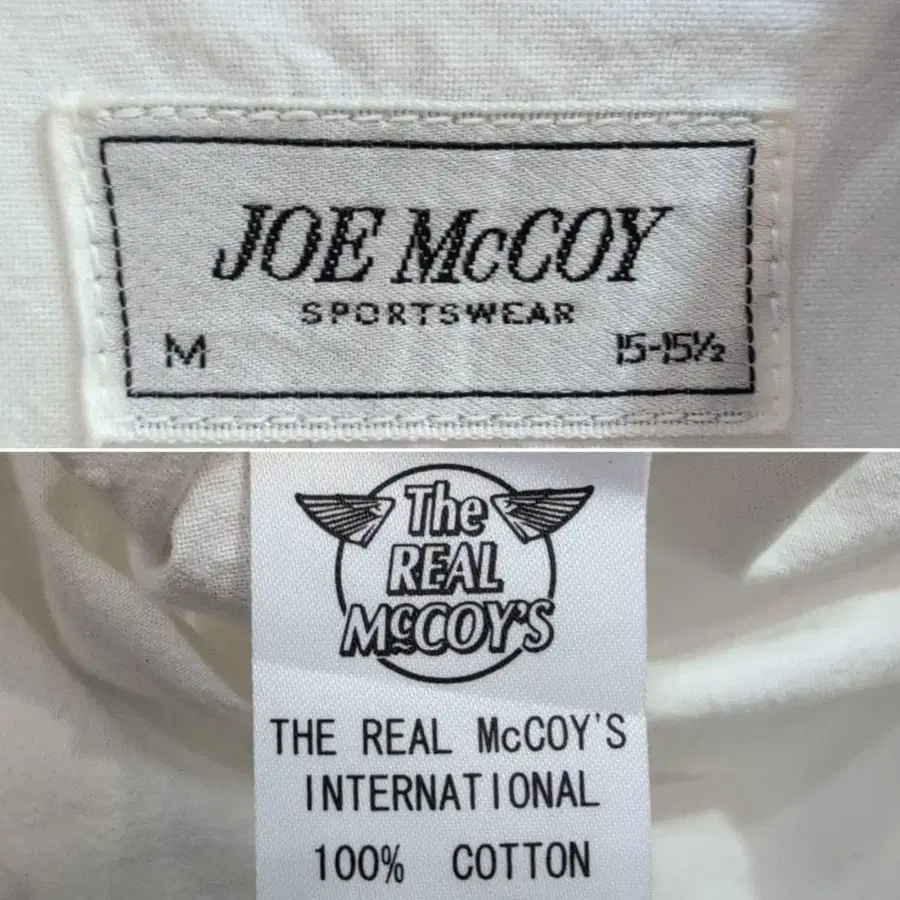 JOE McCOY
SPORTSWEAR
M 15-15½
The
REAL
McCOY'S
THE REAL McCOY'S
INTERNATIONAL
100% COTTON